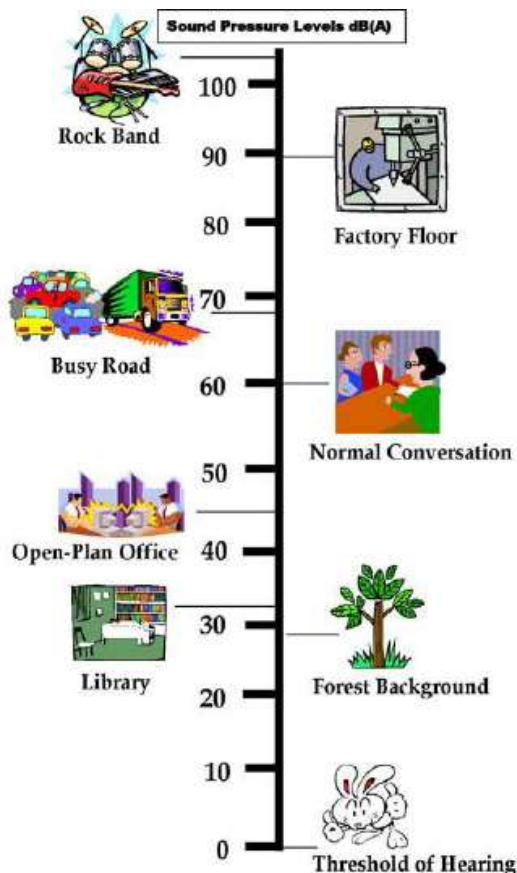 Sound Pressure Levels dB(A)
100
Rock Band
90
80
Factory Floor
70
Busy Road
60
Normal Conversation
50
Open-Plan Office
40
30
Library
Forest Background
20
10
0
Threshold of Hearing